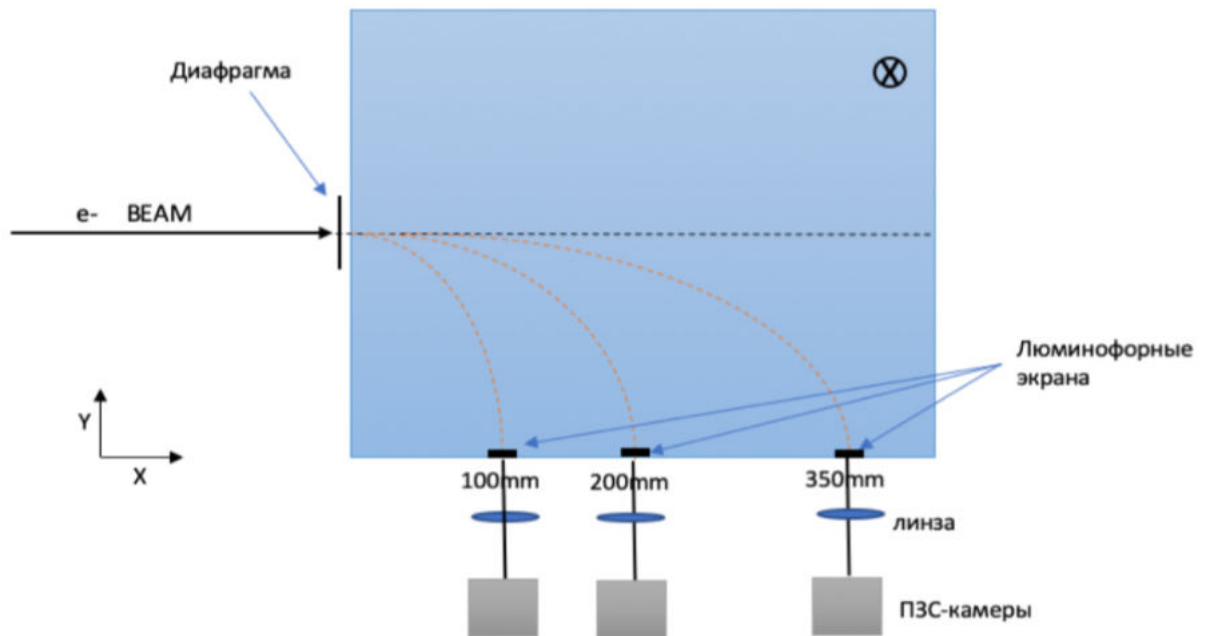 Диафрагма
e- BEAM
Люминофорные
экрана
Y
X
100mm
200mm
350mm
линза
ПЗС-камеры